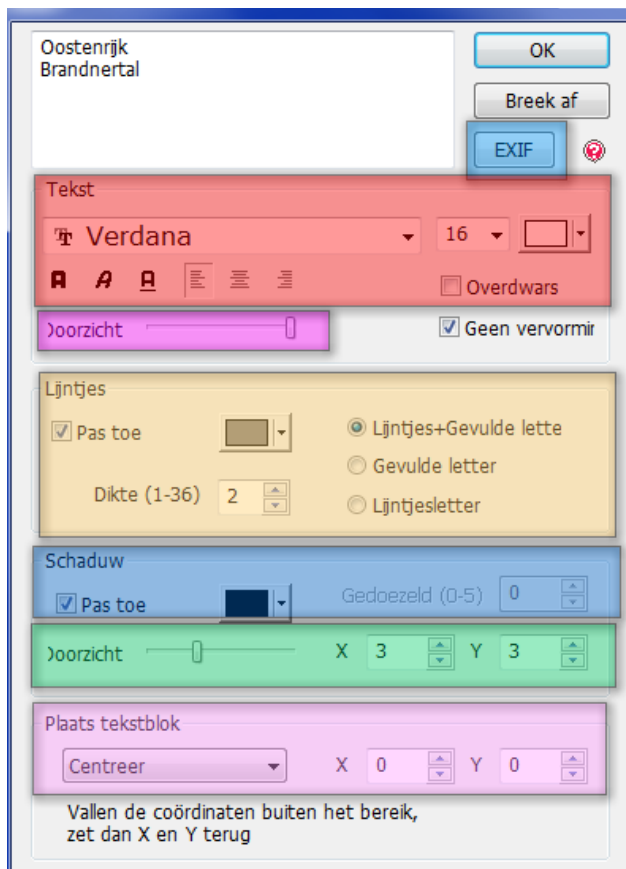 Oostenrijk
Brandnertal
OK
Breek af
EXIF
Tekst
Verdana 16
A A A
Overdwars
Doorzicht
Geen vervormin
Lijntjes
Pas toe
Lijntjes+Gevulde lette
Gevulde letter
Dikte (1-36) 2
Lijntjesletter
Schaduw
Pas toe
Gedoezeld (0-5) 0
Doorzicht X 3 Y 3
Plaats tekstblok
Centreer X 0 Y 0
Vallen de coördinaten buiten het bereik,
zet dan X en Y terug